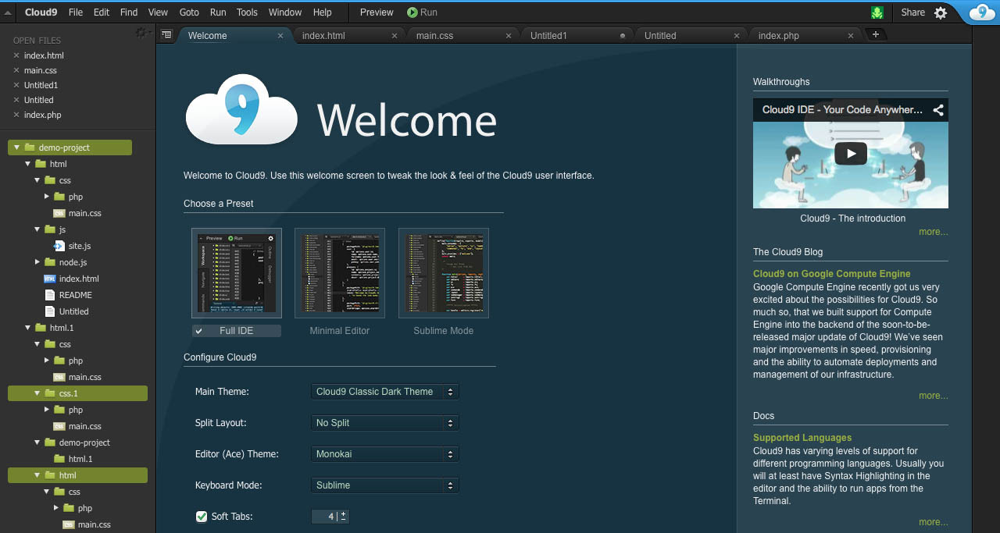 Cloud9 File Edit Find View Goto Run Tools Window Help Preview Run Share
OPEN FILES
index.html
main.css
Untitled1
Untitled
index.php
demo-project
html
css
php
main.css
js
site.js
node.js
index.html
README
Untitled
html.1
css
php
main.css
css.1
php
main.css
demo-project
html.1
html
css
php
main.css
Welcome index.html main.css Untitled1 Untitled index.php
9 Welcome
Welcome to Cloud9. Use this welcome screen to tweak the look & feel of the Cloud9 user interface.
Choose a Preset
Preview Run
Workspace
Navigate
Commands
Outline
Debugger
Full IDE Minimal Editor Sublime Mode
Configure Cloud9
Main Theme: Cloud9 Classic Dark Theme
Split Layout: No Split
Editor (Ace) Theme: Monokai
Keyboard Mode: Sublime
Soft Tabs: 4
Walkthroughs
Cloud9 IDE - Your Code Anywher...
Cloud9 - The introduction
more...
The Cloud9 Blog
Cloud9 on Google Compute Engine
Google Compute Engine recently got us very
excited about the possibilities for Cloud9. So
much so, that we built support for Compute
Engine into the backend of the soon-to-be-
released major update of Cloud9! We've seen
major improvements in speed, provisioning
and the ability to automate deployments and
management of our infrastructure.
more...
Docs
Supported Languages
Cloud9 has varying levels of support for
different programming languages. Usually you
will at least have Syntax Highlighting in the
editor and the ability to run apps from the
Terminal.
more...